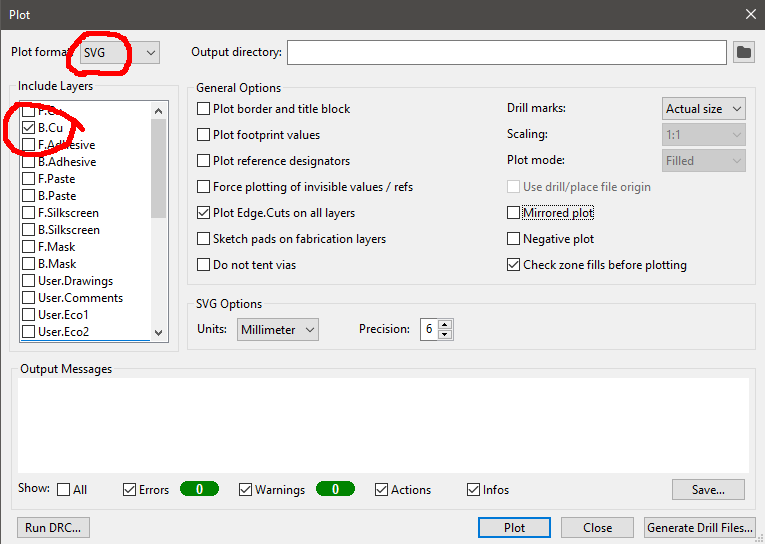 Plot
Plot format: SVG Output directory:
Include Layers
F.Cu
B.Cu
F.Adhesive
B.Adhesive
F.Paste
B.Paste
F.Silkscreen
B.Silkscreen
F.Mask
B.Mask
User.Drawings
User.Comments
User.Eco1
User.Eco2
General Options
Plot border and title block
Plot footprint values
Plot reference designators
Force plotting of invisible values / refs
Plot Edge.Cuts on all layers
Sketch pads on fabrication layers
Do not tent vias
Drill marks: Actual size
Scaling: 1:1
Plot mode: Filled
Use drill/place file origin
Mirrored plot
Negative plot
Check zone fills before plotting
SVG Options
Units: Millimeter Precision: 6
Output Messages
Show: All Errors 0 Warnings 0 Actions Infos Save...
Run DRC... Plot Close Generate Drill Files...